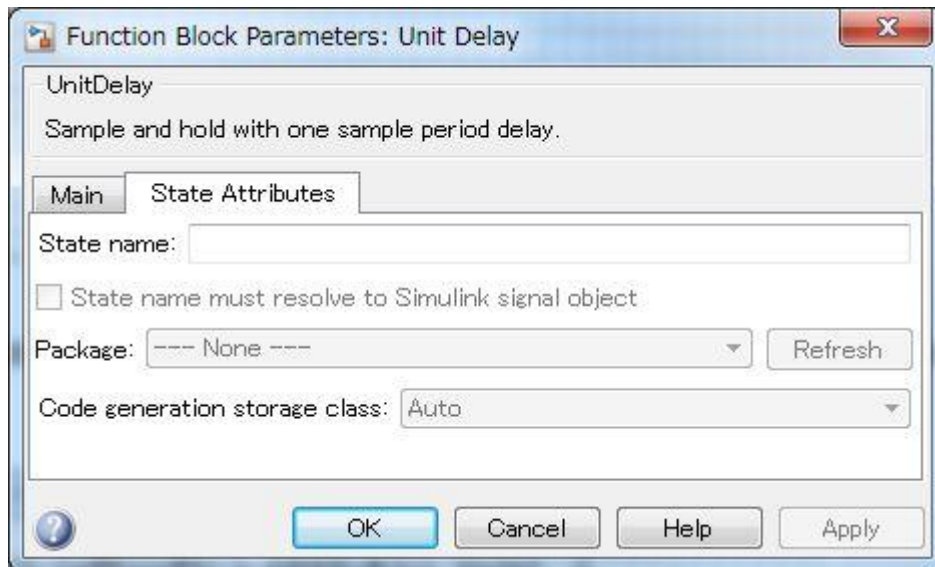 Function Block Parameters: Unit Delay
UnitDelay
Sample and hold with one sample period delay.
Main State Attributes
State name:
State name must resolve to Simulink signal object
Package: --- None --- Refresh
Code generation storage class: Auto
OK Cancel Help Apply